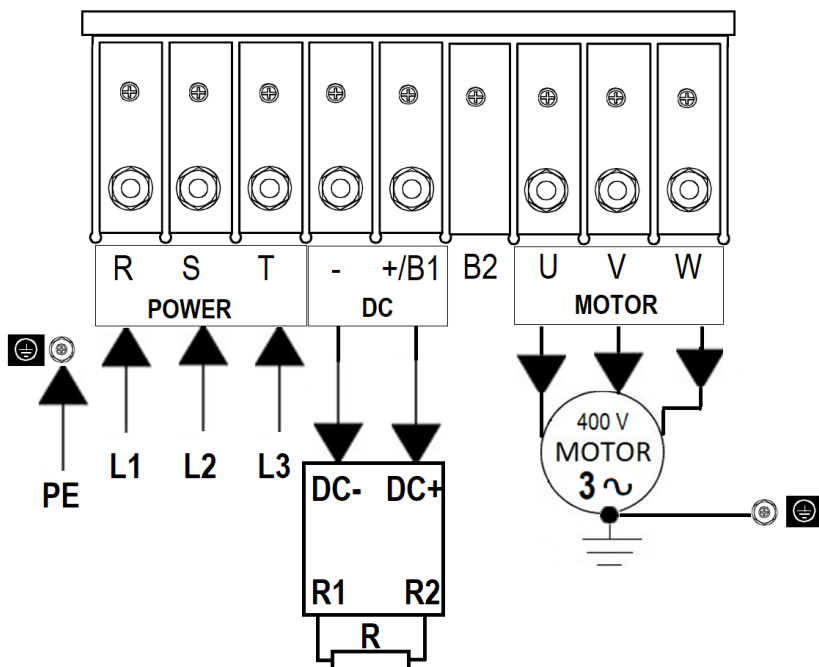 R S T - +/B1 B2 U V W
POWER DC MOTOR
L1 L2 L3
PE
400 V
MOTOR
3 ~
DC- DC+
R1 R2
R